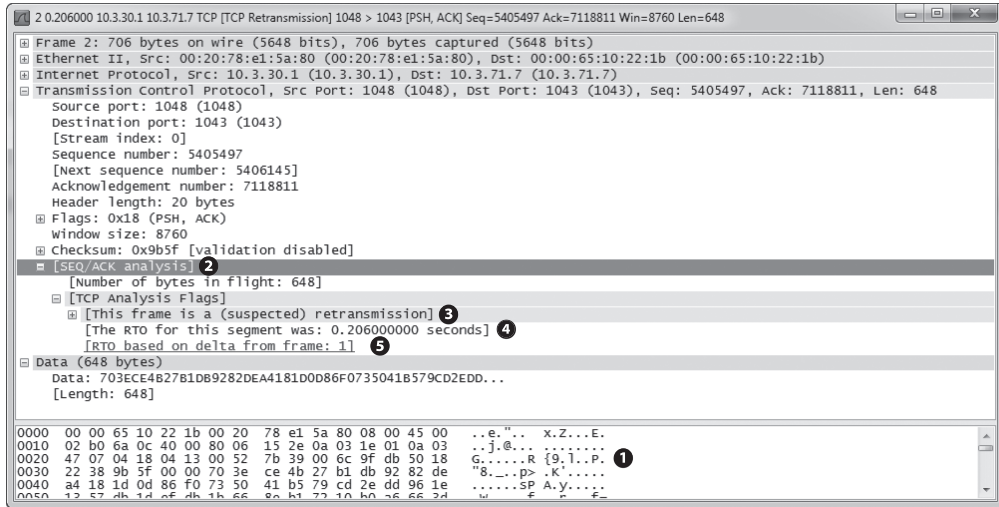 2 0.206000 10.3.30.1 10.3.71.7 TCP [TCP Retransmission] 1048 > 1043 [PSH, ACK] Seq=5405497 Ack=7118811 Win=8760 Len=648
Frame 2: 706 bytes on wire (5648 bits), 706 bytes captured (5648 bits)
Ethernet II, Src: 00:20:78:e1:5a:80 (00:20:78:e1:5a:80), Dst: 00:00:65:10:22:1b (00:00:65:10:22:1b)
Internet Protocol, Src: 10.3.30.1 (10.3.30.1), Dst: 10.3.71.7 (10.3.71.7)
Transmission Control Protocol, Src Port: 1048 (1048), Dst Port: 1043 (1043), Seq: 5405497, Ack: 7118811, Len: 648
Source port: 1048 (1048)
Destination port: 1043 (1043)
[Stream index: 0]
Sequence number: 5405497
[Next sequence number: 5406145]
Acknowledgement number: 7118811
Header length: 20 bytes
Flags: 0x18 (PSH, ACK)
Window size: 8760
Checksum: 0x9b5f [validation disabled]
[SEQ/ACK analysis] 2
[Number of bytes in flight: 648]
[TCP Analysis Flags]
[This frame is a (suspected) retransmission] 3
[The RTO for this segment was: 0.206000000 seconds] 4
[RTO based on delta from frame: 1] 5
Data (648 bytes)
Data: 703ECE4B27B1DB9282DEA4181D0D86F0735041B579CD2EDD...
[Length: 648]
0000 00 00 65 10 22 1b 00 20 78 e1 5a 80 08 00 45 00 ..e.".. x.Z...E.
0010 02 b0 6a 0c 40 00 80 06 15 2e 0a 03 1e 01 0a 03 ..j.@... ........
0020 47 07 04 18 04 13 00 52 7b 39 00 6c 9f db 50 18 G......R {9.l..P. 1
0030 22 38 9b 5f 00 00 70 3e ce 4b 27 b1 db 92 82 de "8._..p> .K'.....
0040 a4 18 1d 0d 86 f0 73 50 41 b5 79 cd 2e dd 96 1e ......sP A.y.....